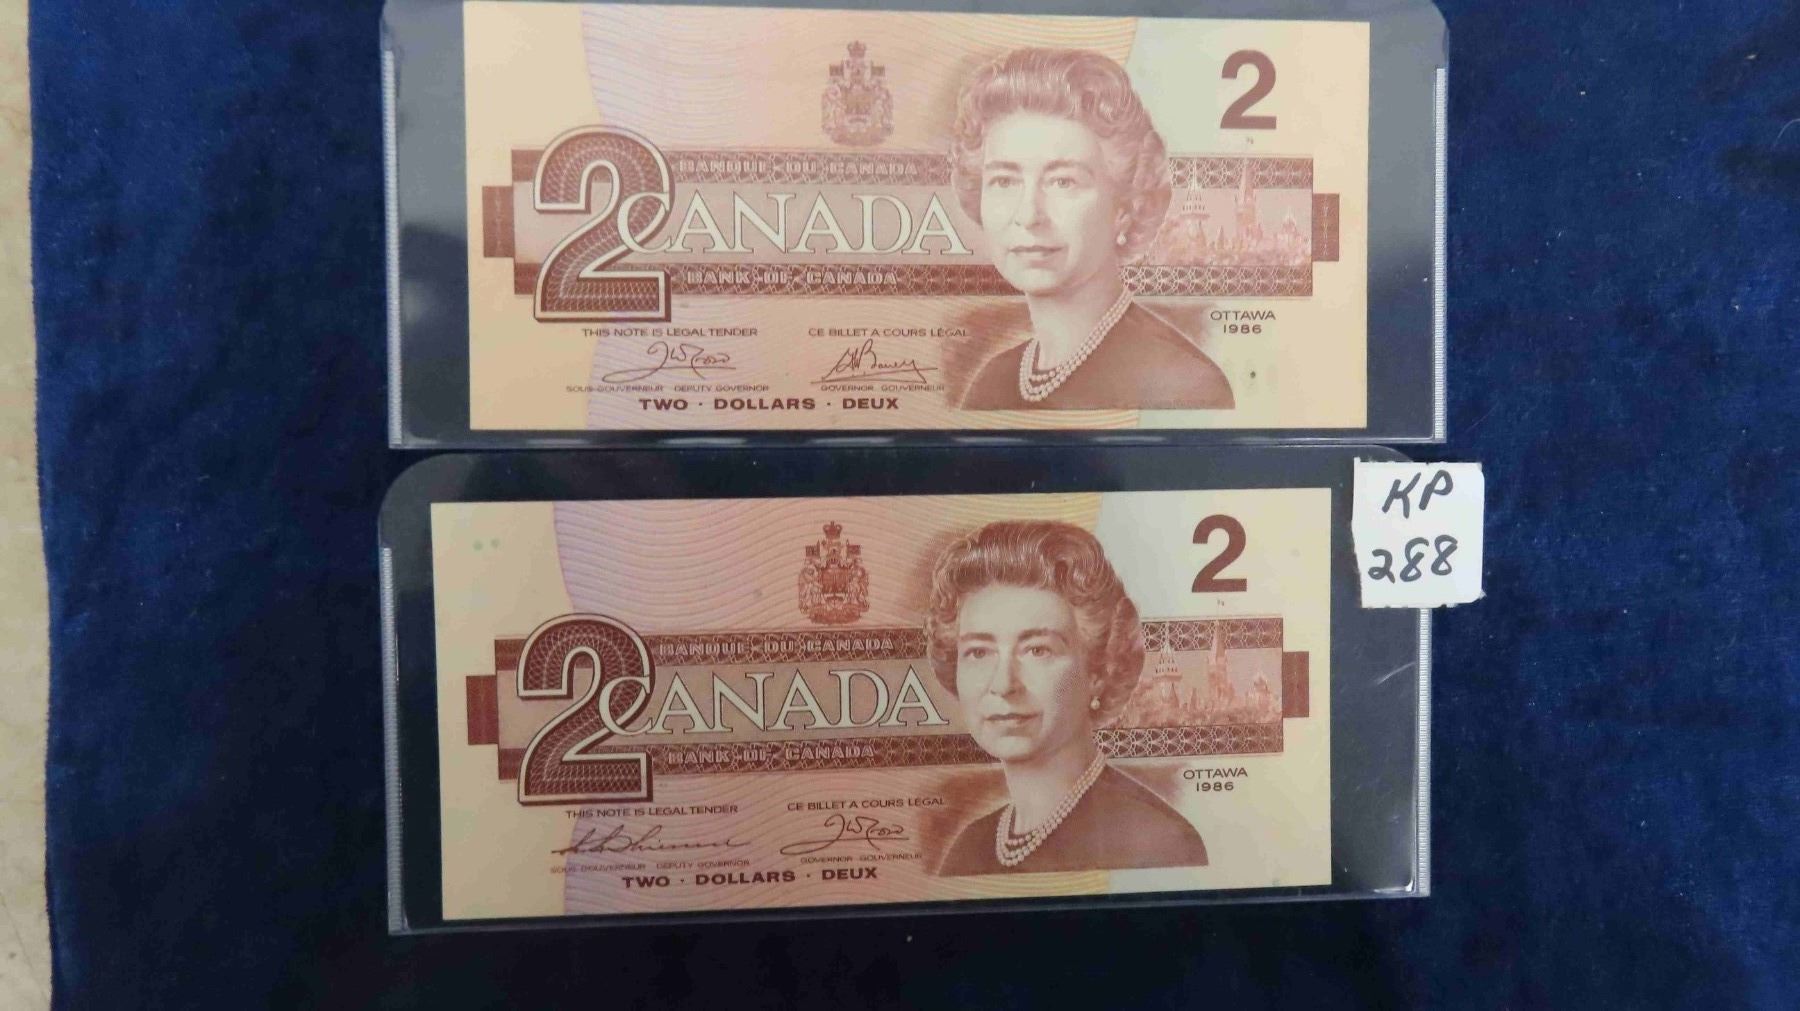 2
BANQUE DU CANADA
2 CANADA
BANK OF CANADA
OTTAWA
1986
THIS NOTE IS LEGAL TENDER CE BILLET A COURS LÉGAL
SOUS-GOUVERNEUR DEPUTY GOVERNOR GOVERNOR GOUVERNEUR
TWO · DOLLARS · DEUX
KP
288
2
BANQUE DU CANADA
2 CANADA
BANK OF CANADA
OTTAWA
1986
THIS NOTE IS LEGAL TENDER CE BILLET A COURS LÉGAL
SOUS-GOUVERNEUR DEPUTY GOVERNOR GOVERNOR GOUVERNEUR
TWO · DOLLARS · DEUX